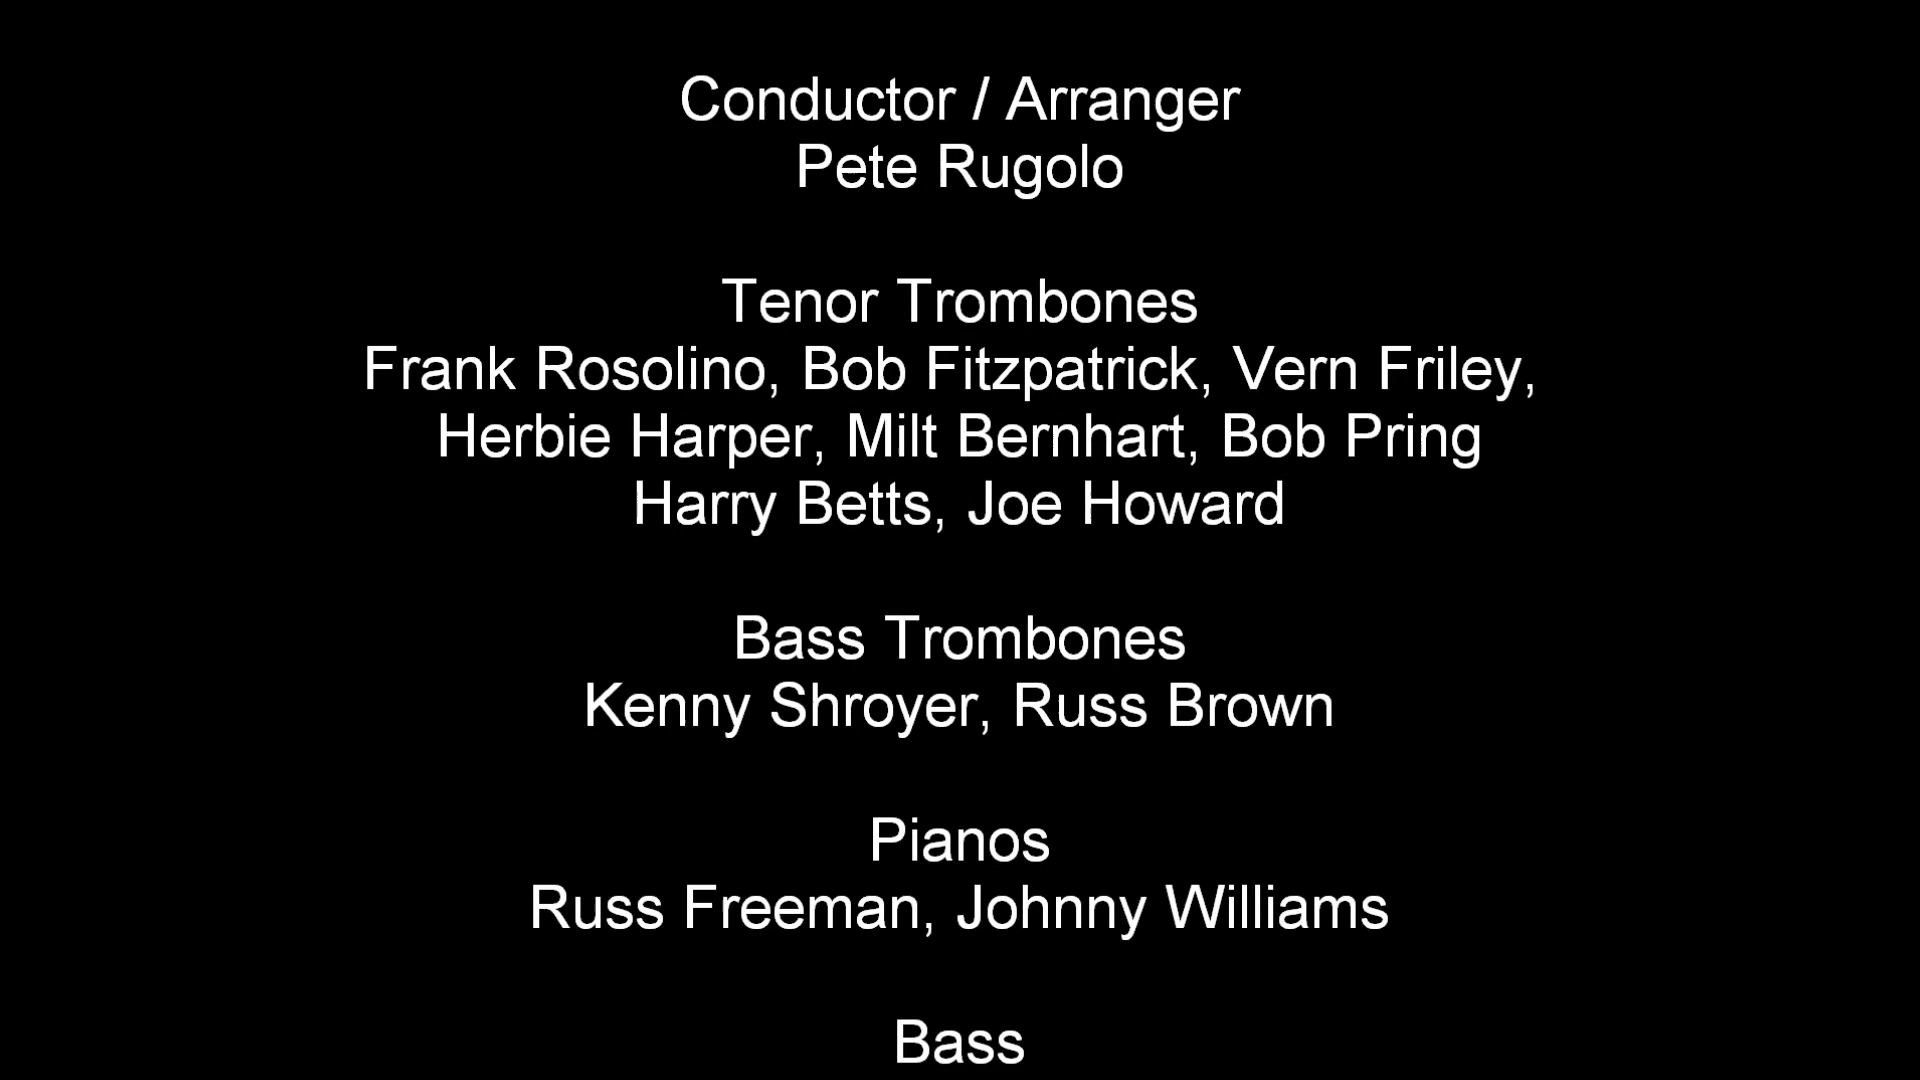 Conductor / Arranger
Pete Rugolo
Tenor Trombones
Frank Rosolino, Bob Fitzpatrick, Vern Friley,
Herbie Harper, Milt Bernhart, Bob Pring
Harry Betts, Joe Howard
Bass Trombones
Kenny Shroyer, Russ Brown
Pianos
Russ Freeman, Johnny Williams
Bass